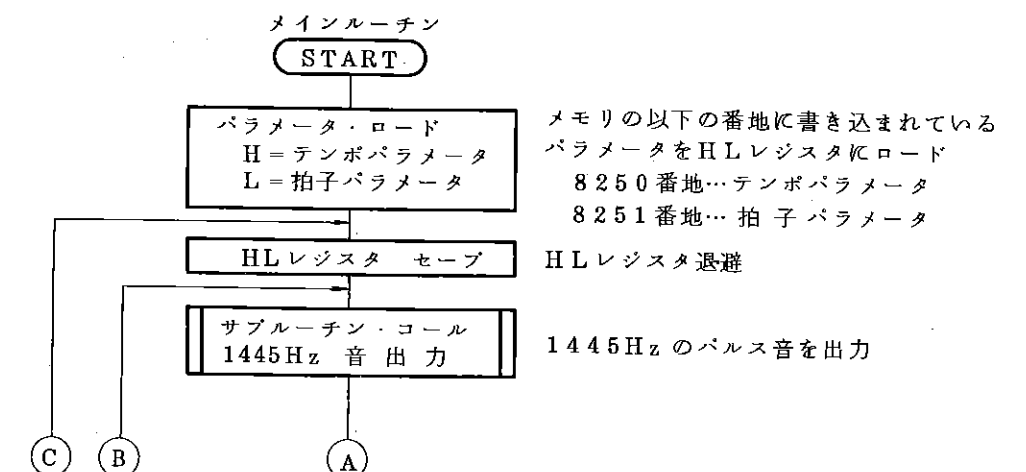 メインルーチン
START
パラメータ・ロード
H=テンポパラメータ
L=拍子パラメータ
メモリの以下の番地に書き込まれている
パラメータをHLレジスタにロード
8250番地…テンポパラメータ
8251番地…拍子パラメータ
HLレジスタ セーブ
HLレジスタ退避
サブルーチン・コール
1445Hz 音出力
1445Hzのパルス音を出力
C
B
A